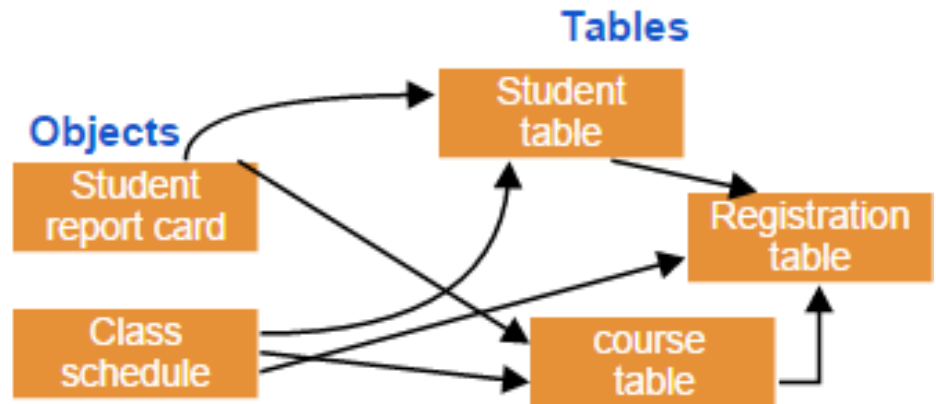 Tables
Student
table
Objects
Student
report card
Registration
table
Class
schedule
course
table